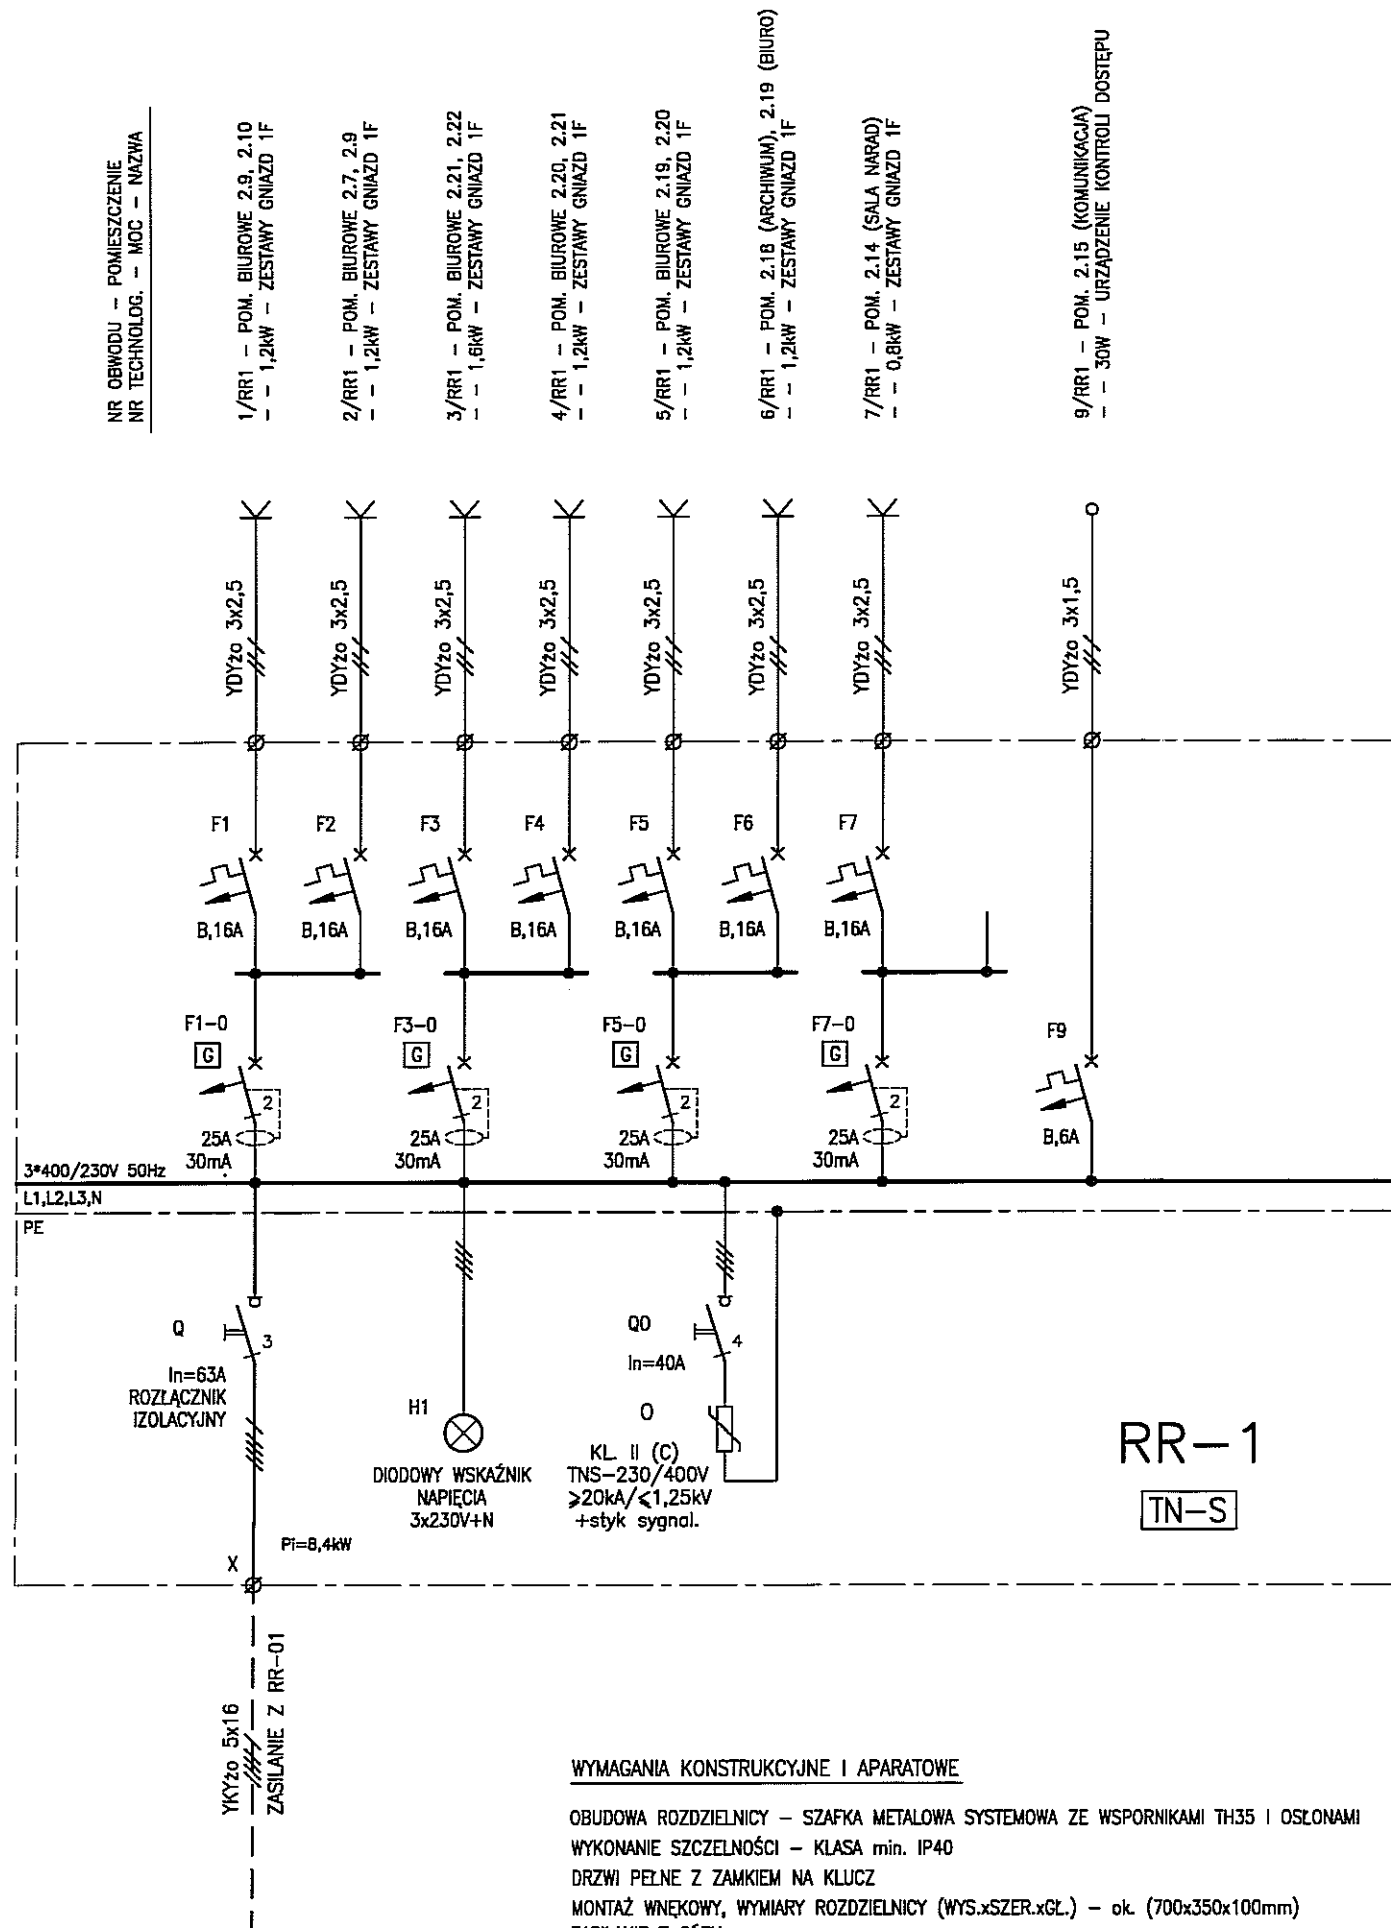 NR OBWODU – POMIESZCZENIE
NR TECHNOLOG. – MOC – NAZWA
1/RR1 – POM. BIUROWE 2.9, 2.10
– – 1,2kW – ZESTAWY GNIAZD 1F
2/RR1 – POM. BIUROWE 2.7, 2.9
– – 1,2kW – ZESTAWY GNIAZD 1F
3/RR1 – POM. BIUROWE 2.21, 2.22
– – 1,6kW – ZESTAWY GNIAZD 1F
4/RR1 – POM. BIUROWE 2.20, 2.21
– – 1,2kW – ZESTAWY GNIAZD 1F
5/RR1 – POM. BIUROWE 2.19, 2.20
– – 1,2kW – ZESTAWY GNIAZD 1F
6/RR1 – POM. 2.18 (ARCHIWUM), 2.19 (BIURO)
– – 1,2kW – ZESTAWY GNIAZD 1F
7/RR1 – POM. 2.14 (SALA NARAD)
– – 0,8kW – ZESTAWY GNIAZD 1F
9/RR1 – POM. 2.15 (KOMUNIKACJA)
– – 30W – URZĄDZENIE KONTROLI DOSTĘPU
YDYżo 3x2,5
YDYżo 3x2,5
YDYżo 3x2,5
YDYżo 3x2,5
YDYżo 3x2,5
YDYżo 3x2,5
YDYżo 3x2,5
YDYżo 3x1,5
F1
F2
F3
F4
F5
F6
F7
B,16A
B,16A
B,16A
B,16A
B,16A
B,16A
B,16A
F1–0
F3–0
F5–0
F7–0
F9
G
G
G
G
2
2
2
2
25A
25A
25A
25A
30mA
30mA
30mA
30mA
B,6A
3*400/230V 50Hz
L1,L2,L3,N
PE
Q
3
In=63A
ROZŁĄCZNIK
IZOLACYJNY
H1
DIODOWY WSKAŹNIK
NAPIĘCIA
3x230V+N
Q0
4
In=40A
O
KL. II (C)
TNS–230/400V
≥20kA/≤1,25kV
+styk sygnal.
RR–1
TN–S
Pi=8,4kW
X
YKYżo 5x16
ZASILANIE Z RR–01
WYMAGANIA KONSTRUKCYJNE I APARATOWE
OBUDOWA ROZDZIELNICY – SZAFKA METALOWA SYSTEMOWA ZE WSPORNIKAMI TH35 I OSŁONAMI
WYKONANIE SZCZELNOŚCI – KLASA min. IP40
DRZWI PEŁNE Z ZAMKIEM NA KLUCZ
MONTAŻ WNĘKOWY, WYMIARY ROZDZIELNICY (WYS.xSZER.xGŁ.) – ok. (700x350x100mm)